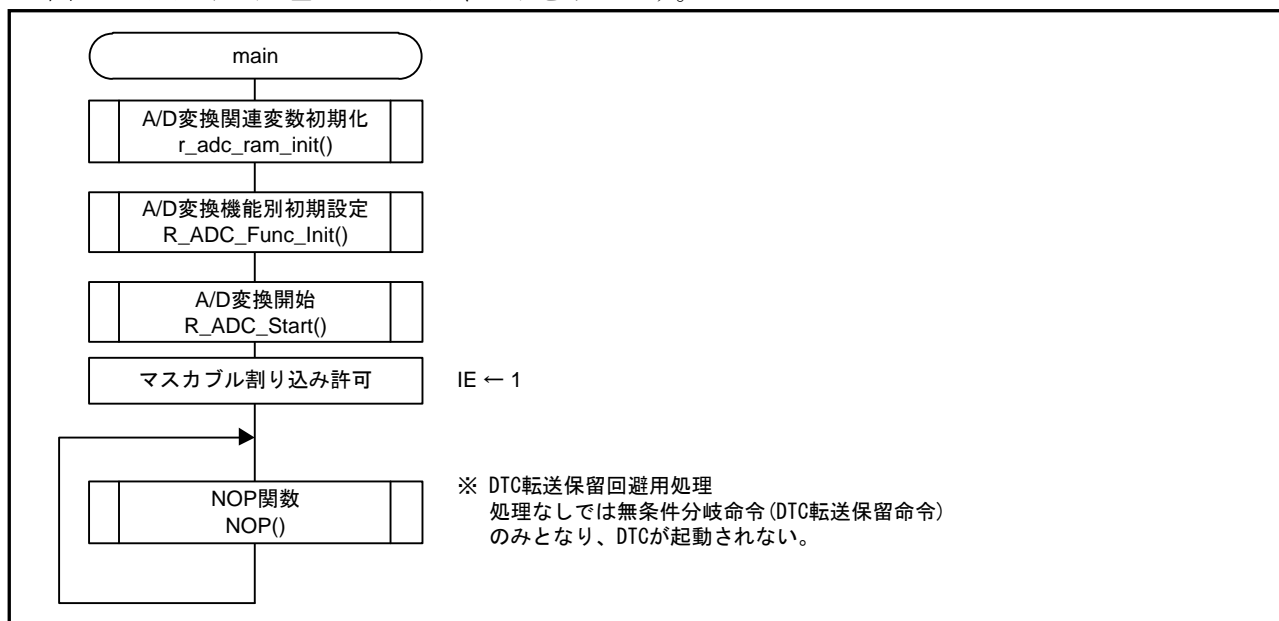 main
A/D変換関連変数初期化
r_adc_ram_init()
A/D変換機能別初期設定
R_ADC_Func_Init()
A/D変換開始
R_ADC_Start()
マスカブル割り込み許可
IE ← 1
NOP関数
NOP()
※ DTC転送保留回避用処理
処理なしでは無条件分岐命令(DTC転送保留命令)
のみとなり、DTCが起動されない。